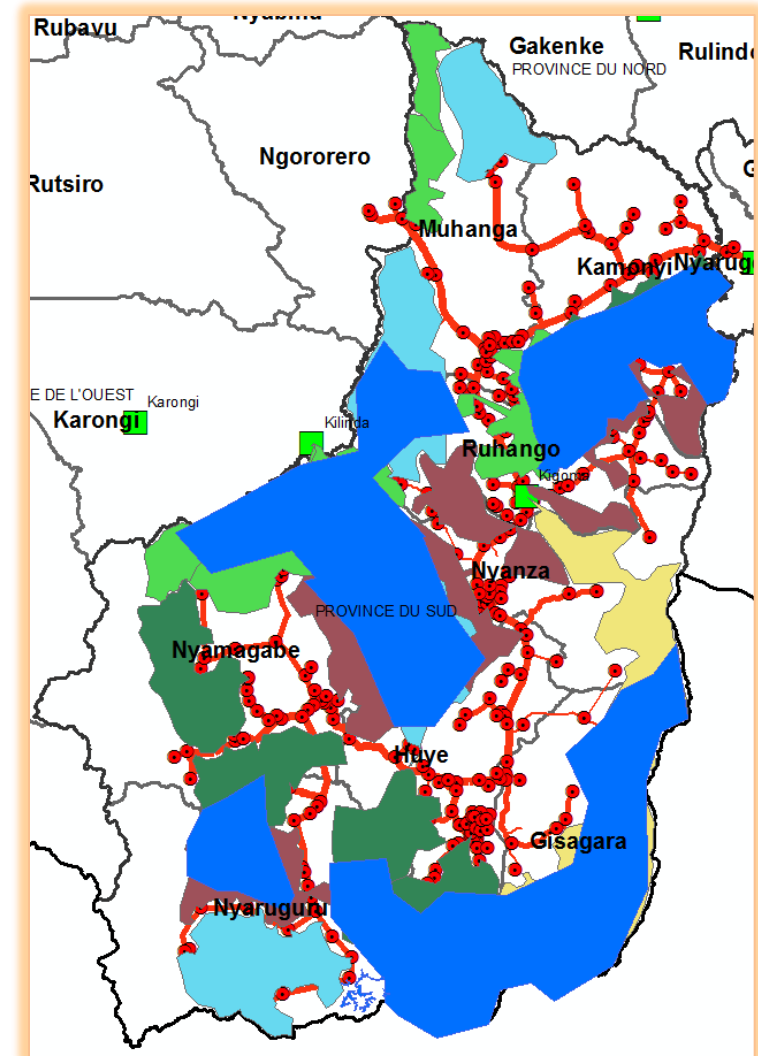 Rubavu
Gakenke
PROVINCE DU NORD
Ngororero
Rutsiro
Muhanga
Kamonyi
E DE L'OUEST
Karongi
Karongi
Kilinda
Ruhango
Kigoma
Nyanza
PROVINCE DU SUD
Nyamagabe
Huye
Gisagara
Nyaruguru